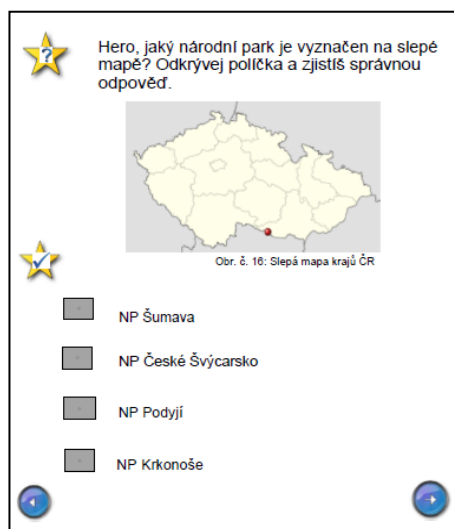 Hero, jaký národní park je vyznačen na slepé
mapě? Odkrývej políčka a zjistíš správnou
odpověď.
Obr. č. 16: Slepá mapa krajů ČR
NP Šumava
NP České Švýcarsko
NP Podyjí
NP Krkonoše